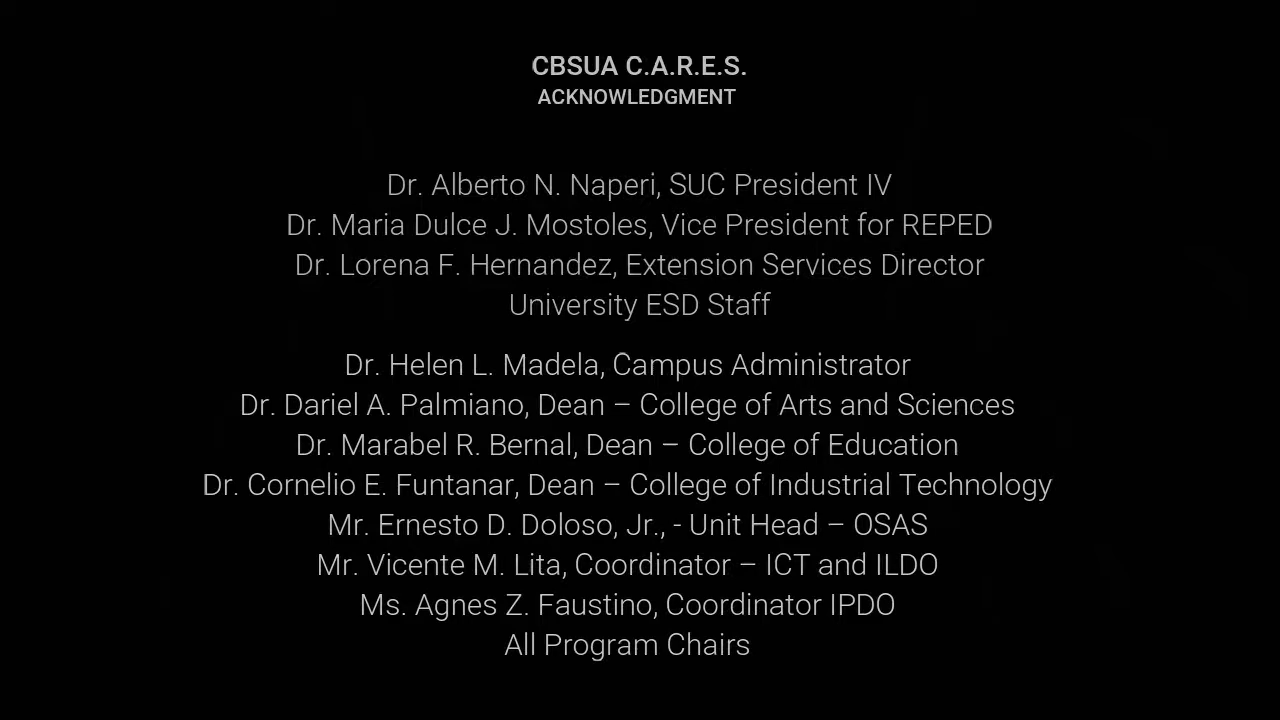 CBSUA C.A.R.E.S.
ACKNOWLEDGMENT
Dr. Alberto N. Naperi, SUC President IV
Dr. Maria Dulce J. Mostoles, Vice President for REPED
Dr. Lorena F. Hernandez, Extension Services Director
University ESD Staff
Dr. Helen L. Madela, Campus Administrator
Dr. Dariel A. Palmiano, Dean – College of Arts and Sciences
Dr. Marabel R. Bernal, Dean – College of Education
Dr. Cornelio E. Funtanar, Dean – College of Industrial Technology
Mr. Ernesto D. Doloso, Jr., - Unit Head – OSAS
Mr. Vicente M. Lita, Coordinator – ICT and ILDO
Ms. Agnes Z. Faustino, Coordinator IPDO
All Program Chairs